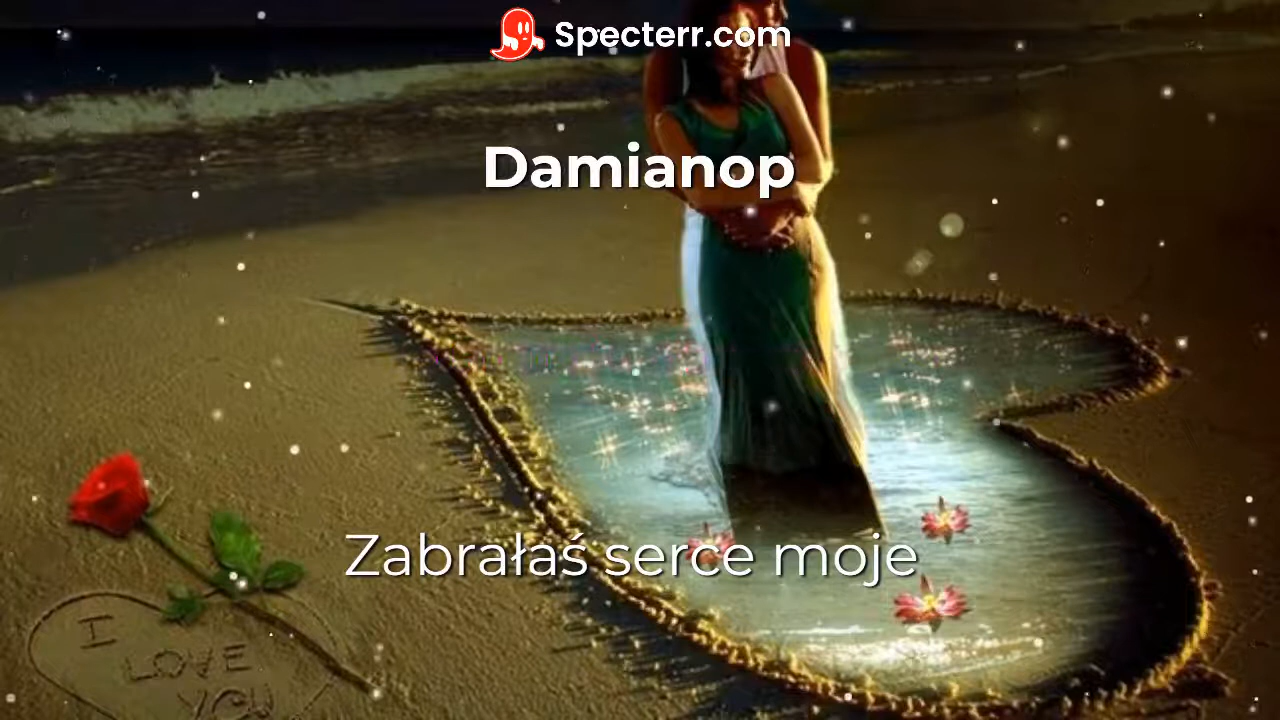 Specterr.com
Damianop
Zabrałaś serce moje
I
LOVE
YOU